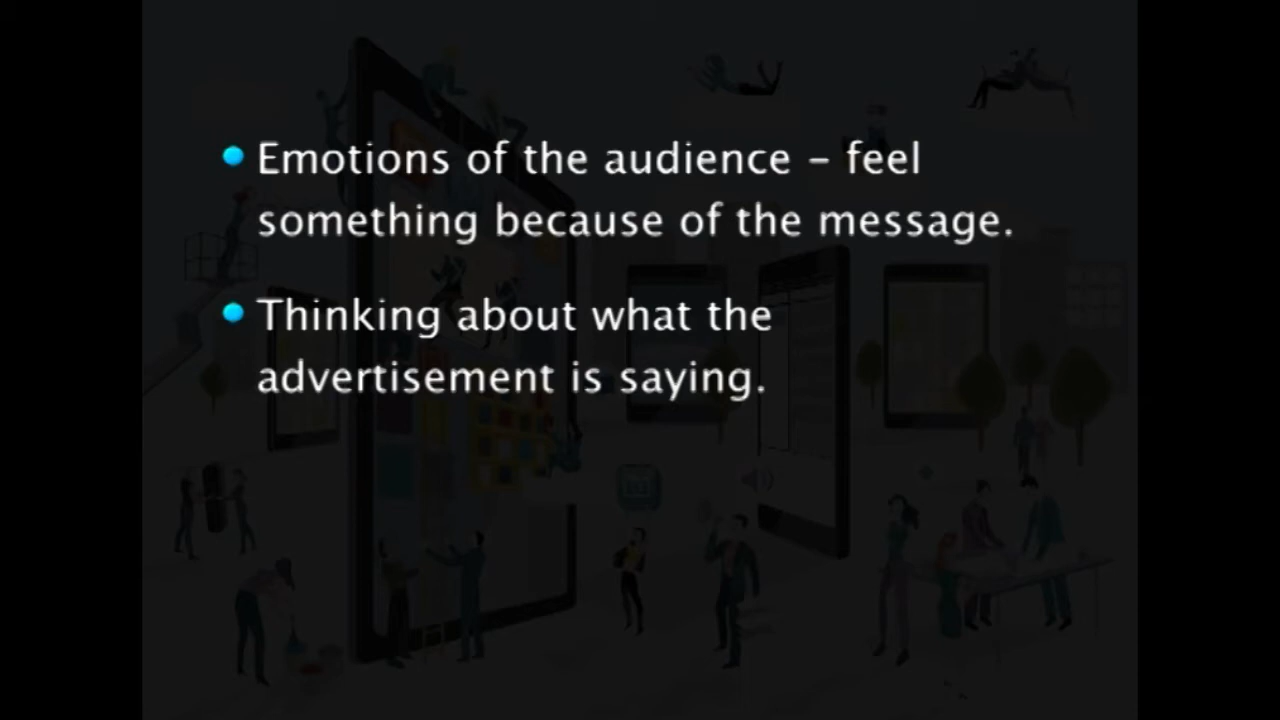 Emotions of the audience – feel
something because of the message.
Thinking about what the
advertisement is saying.